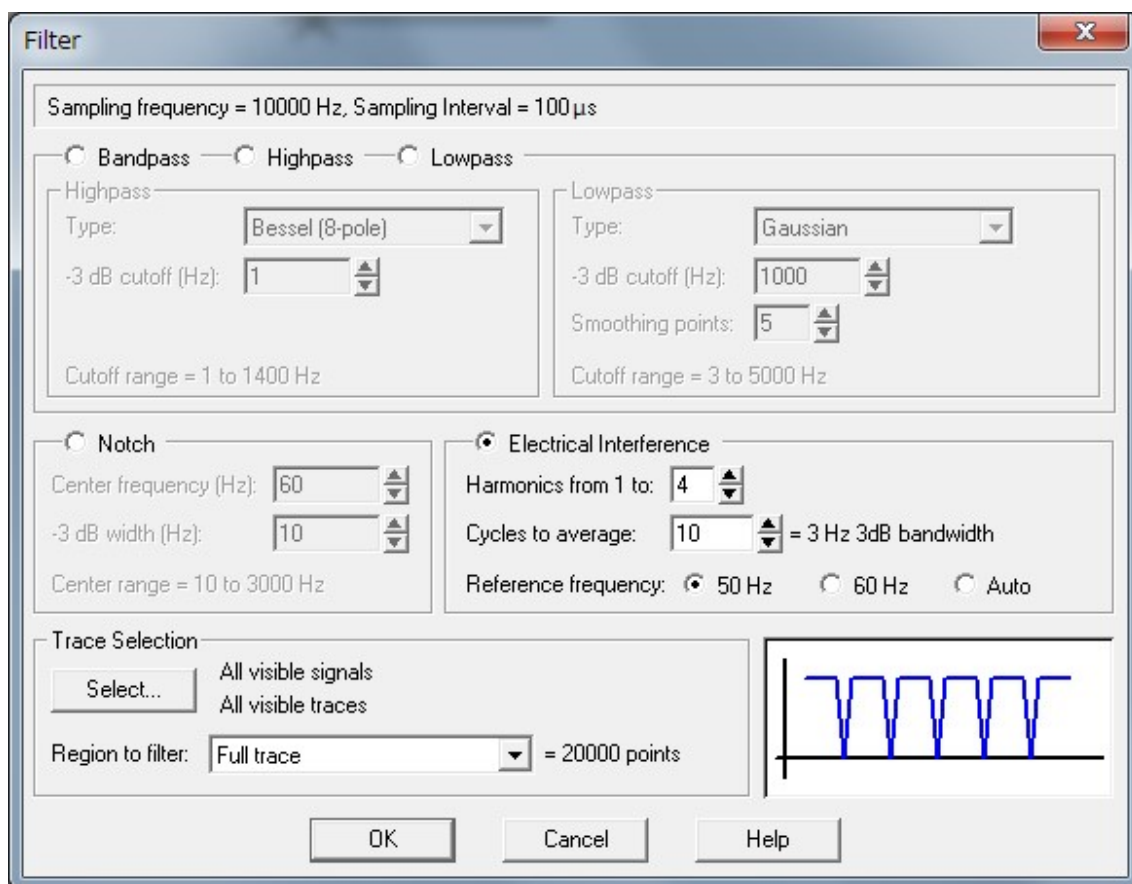 Filter
Sampling frequency = 10000 Hz, Sampling Interval = 100 µs
Bandpass Highpass Lowpass
Highpass
Type: Bessel (8-pole)
-3 dB cutoff (Hz): 1
Cutoff range = 1 to 1400 Hz
Lowpass
Type: Gaussian
-3 dB cutoff (Hz): 1000
Smoothing points: 5
Cutoff range = 3 to 5000 Hz
Notch
Center frequency (Hz): 60
-3 dB width (Hz): 10
Center range = 10 to 3000 Hz
Electrical Interference
Harmonics from 1 to: 4
Cycles to average: 10 = 3 Hz 3dB bandwidth
Reference frequency: 50 Hz 60 Hz Auto
Trace Selection
Select... All visible signals
All visible traces
Region to filter: Full trace = 20000 points
OK Cancel Help